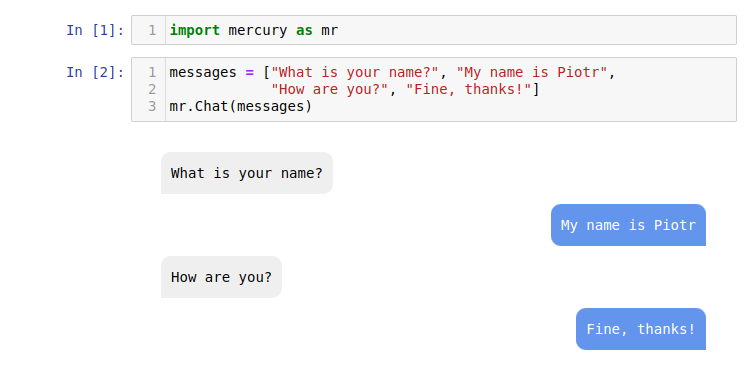 In [1]: 1 import mercury as mr
In [2]: 1 messages = ["What is your name?", "My name is Piotr",
2 "How are you?", "Fine, thanks!"]
3 mr.Chat(messages)
What is your name?
My name is Piotr
How are you?
Fine, thanks!